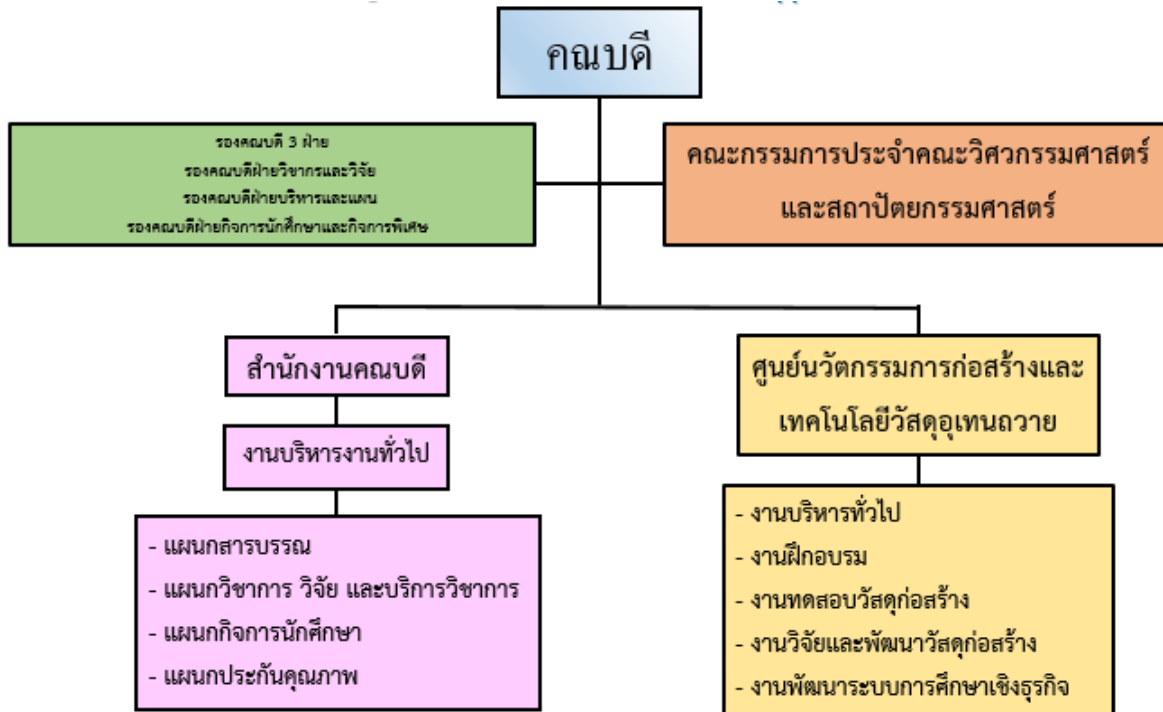 คณบดี
รองคณบดี 3 ฝ่าย
รองคณบดีฝ่ายวิชากรและวิจัย
รองคณบดีฝ่ายบริหารและแผน
รองคณบดีฝ่ายกิจการนักศึกษาและกิจการพิเศษ
คณะกรรมการประจำคณะวิศวกรรมศาสตร์
และสถาปัตยกรรมศาสตร์
สำนักงานคณบดี
งานบริหารงานทั่วไป
- แผนกสารบรรณ
- แผนกวิชาการ วิจัย และบริการวิชาการ
- แผนกกิจการนักศึกษา
- แผนกประกันคุณภาพ
ศูนย์นวัตกรรมการก่อสร้างและ
เทคโนโลยีวัสดุอุเทนถวาย
- งานบริหารทั่วไป
- งานฝึกอบรม
- งานทดสอบวัสดุก่อสร้าง
- งานวิจัยและพัฒนาวัสดุก่อสร้าง
- งานพัฒนาระบบการศึกษาเชิงธุรกิจ